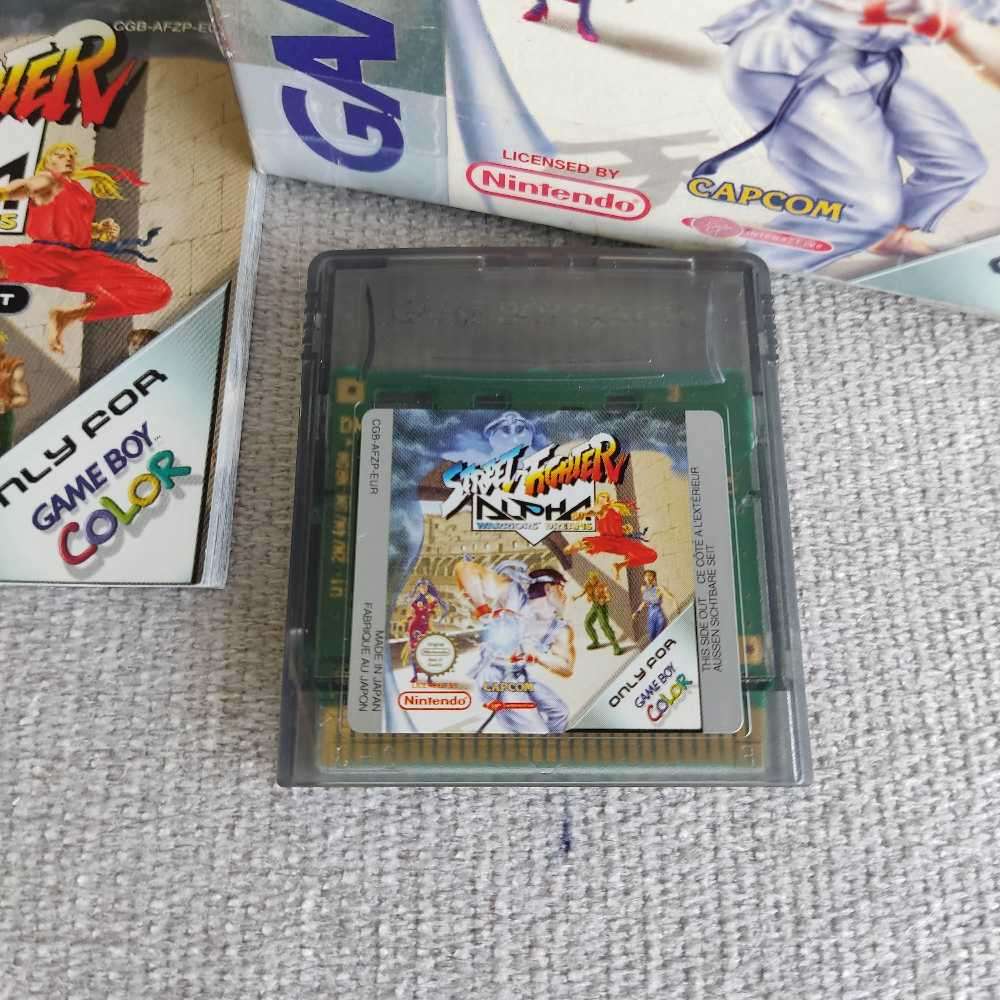 CGB-AFZP-EU
GA
LICENSED BY
Nintendo
CAPCOM
INTERACTIVE
ONLY FOR
GAME BOY
COLOR
CGB-AFZP-EUR
STREET FIGHTER
ALPHA
WARRIORS' DREAMS
MADE IN JAPAN
FABRIQUE AU JAPON
Nintendo
CAPCOM
ONLY FOR
GAME BOY
COLOR
THIS SIDE OUT CE CÔTÉ À L'EXTÉRIEUR
AUSSEN SICHTBARE SEIT